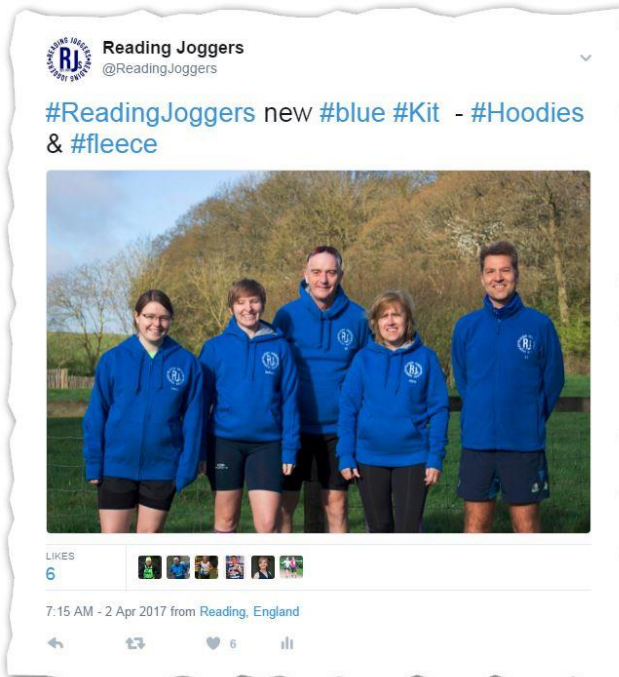 Reading Joggers
@ReadingJoggers
#ReadingJoggers new #blue #Kit - #Hoodies
& #fleece
LIKES
6
7:15 AM - 2 Apr 2017 from Reading, England
6